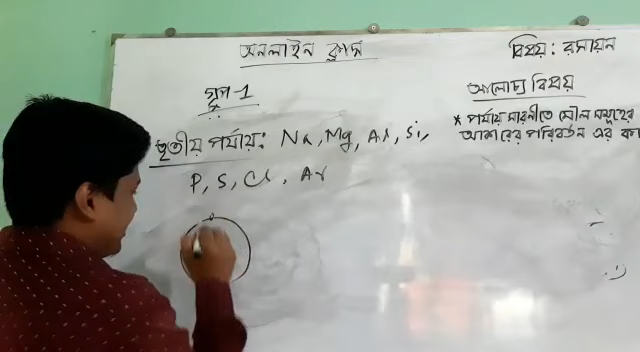 অনলাইন ক্লাস
বিষয়: রসায়ন
গ্রুপ-1
আলোচ্য বিষয়
* পর্যায় সারনীতে মৌল সমূহের
আকারের পরিবর্তন এর কা
তৃতীয় পর্যায়: Na, Mg, Al, Si,
P, S, Cl, Ar